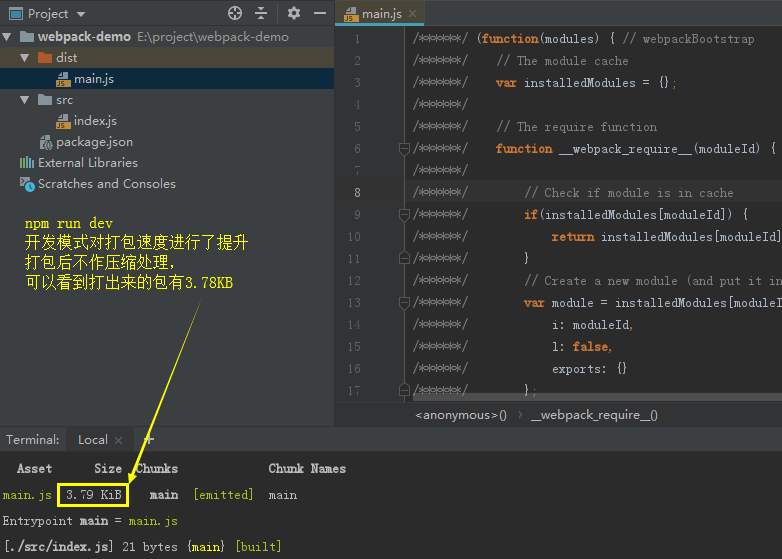 Project
webpack-demo E:\project\webpack-demo
dist
main.js
src
index.js
package.json
External Libraries
Scratches and Consoles
npm run dev
开发模式对打包速度进行了提升
打包后不作压缩处理，
可以看到打出来的包有3.78KB
main.js
1 /******/ (function(modules) { // webpackBootstrap
2 /******/ // The module cache
3 /******/ var installedModules = {};
4 /******/
5 /******/ // The require function
6 /******/ function __webpack_require__(moduleId) {
7 /******/
8 /******/ // Check if module is in cache
9 /******/ if(installedModules[moduleId]) {
10 /******/ return installedModules[moduleId]
11 /******/ }
12 /******/ // Create a new module (and put it in
13 /******/ var module = installedModules[moduleI
14 /******/ i: moduleId,
15 /******/ l: false,
16 /******/ exports: {}
17 /******/ };
<anonymous>() __webpack_require__()
Terminal: Local +
Asset Size Chunks Chunk Names
main.js 3.79 KiB main [emitted] main
Entrypoint main = main.js
[./src/index.js] 21 bytes {main} [built]